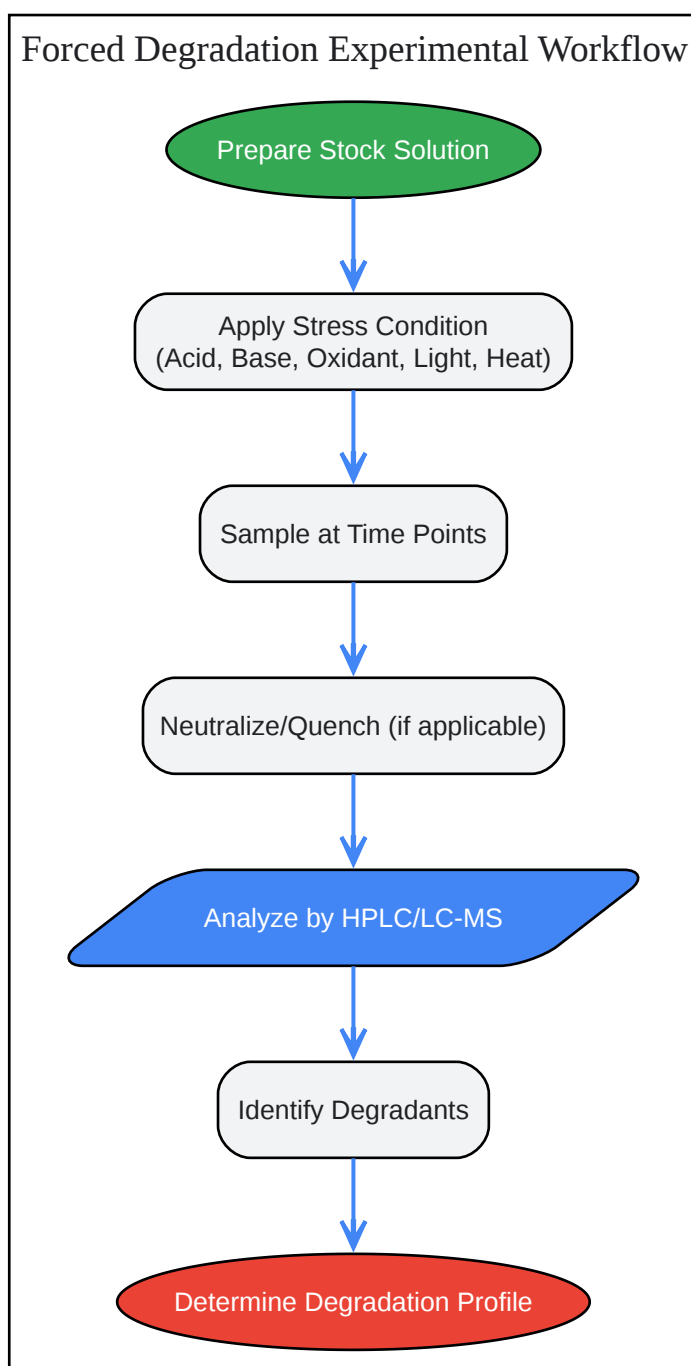 Forced Degradation Experimental Workflow
Prepare Stock Solution
Apply Stress Condition
(Acid, Base, Oxidant, Light, Heat)
Sample at Time Points
Neutralize/Quench (if applicable)
Analyze by HPLC/LC-MS
Identify Degradants
Determine Degradation Profile